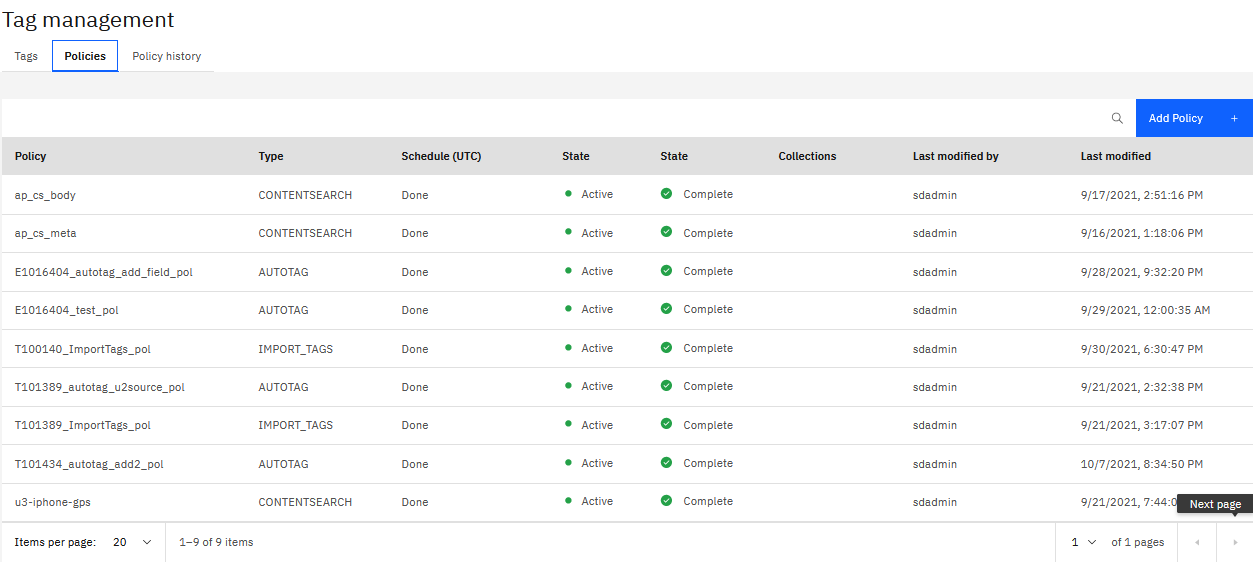 Tag management
Tags Policies Policy history
Add Policy +
Policy Type Schedule (UTC) State State Collections Last modified by Last modified
ap_cs_body CONTENTSEARCH Done Active Complete sdadmin 9/17/2021, 2:51:16 PM
ap_cs_meta CONTENTSEARCH Done Active Complete sdadmin 9/16/2021, 1:18:06 PM
E1016404_autotag_add_field_pol AUTOTAG Done Active Complete sdadmin 9/28/2021, 9:32:20 PM
E1016404_test_pol AUTOTAG Done Active Complete sdadmin 9/29/2021, 12:00:35 AM
T100140_ImportTags_pol IMPORT_TAGS Done Active Complete sdadmin 9/30/2021, 6:30:47 PM
T101389_autotag_u2source_pol AUTOTAG Done Active Complete sdadmin 9/21/2021, 2:32:38 PM
T101389_ImportTags_pol IMPORT_TAGS Done Active Complete sdadmin 9/21/2021, 3:17:07 PM
T101434_autotag_add2_pol AUTOTAG Done Active Complete sdadmin 10/7/2021, 8:34:50 PM
u3-iphone-gps CONTENTSEARCH Done Active Complete sdadmin 9/21/2021, 7:44:0
Next page
Items per page: 20 1–9 of 9 items 1 of 1 pages